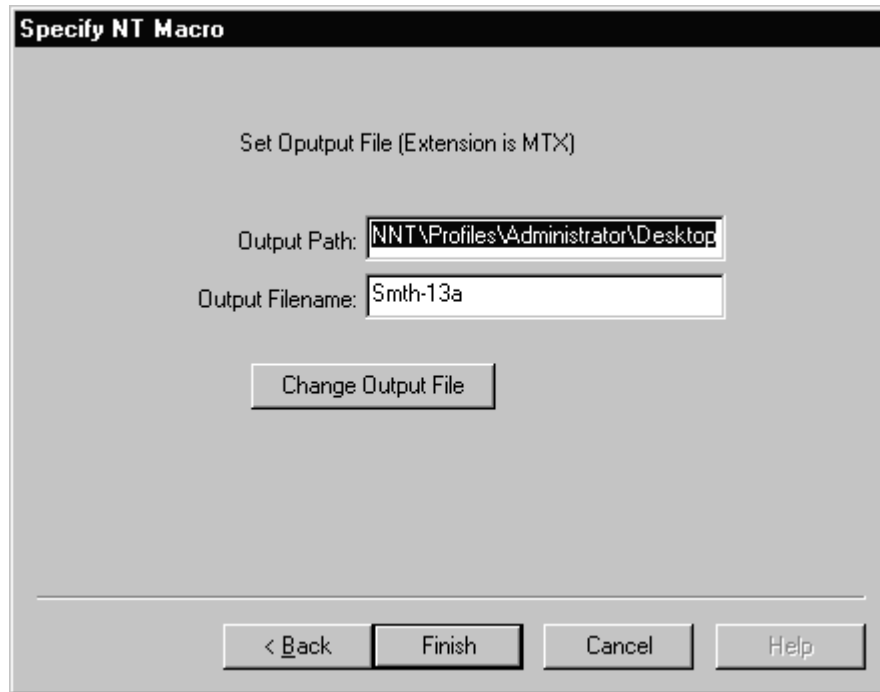 Specify NT Macro
Set Oputput File (Extension is MTX)
Output Path: NNT\Profiles\Administrator\Desktop
Output Filename: Smth-13a
Change Output File
< Back Finish Cancel Help